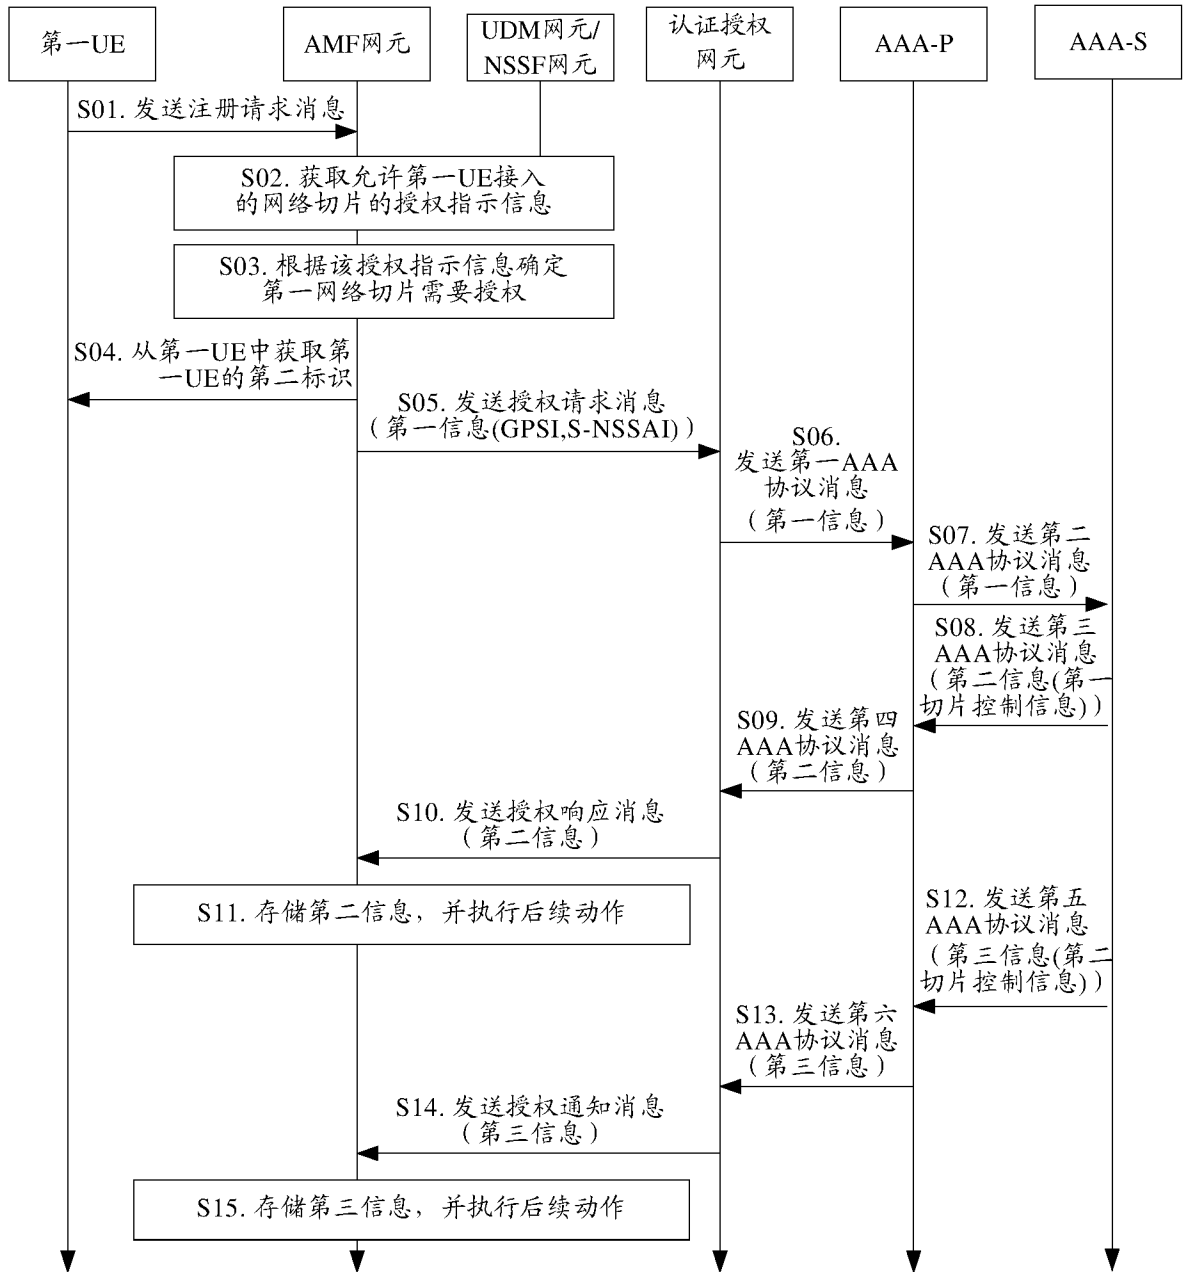 第一UE
AMF网元
UDM网元/
NSSF网元
认证授权
网元
AAA-P
AAA-S
S01. 发送注册请求消息
S02. 获取允许第一UE接入
的网络切片的授权指示信息
S03. 根据该授权指示信息确定
第一网络切片需要授权
S04. 从第一UE中获取第
一UE的第二标识
S05. 发送授权请求消息
（第一信息(GPSI,S-NSSAI)）
S06.
发送第一AAA
协议消息
（第一信息）
S07. 发送第二
AAA协议消息
（第一信息）
S08. 发送第三
AAA协议消息
（第二信息(第一
切片控制信息)）
S09. 发送第四
AAA协议消息
（第二信息）
S10. 发送授权响应消息
（第二信息）
S11. 存储第二信息，并执行后续动作
S12. 发送第五
AAA协议消息
（第三信息(第二
切片控制信息)）
S13. 发送第六
AAA协议消息
（第三信息）
S14. 发送授权通知消息
（第三信息）
S15. 存储第三信息，并执行后续动作